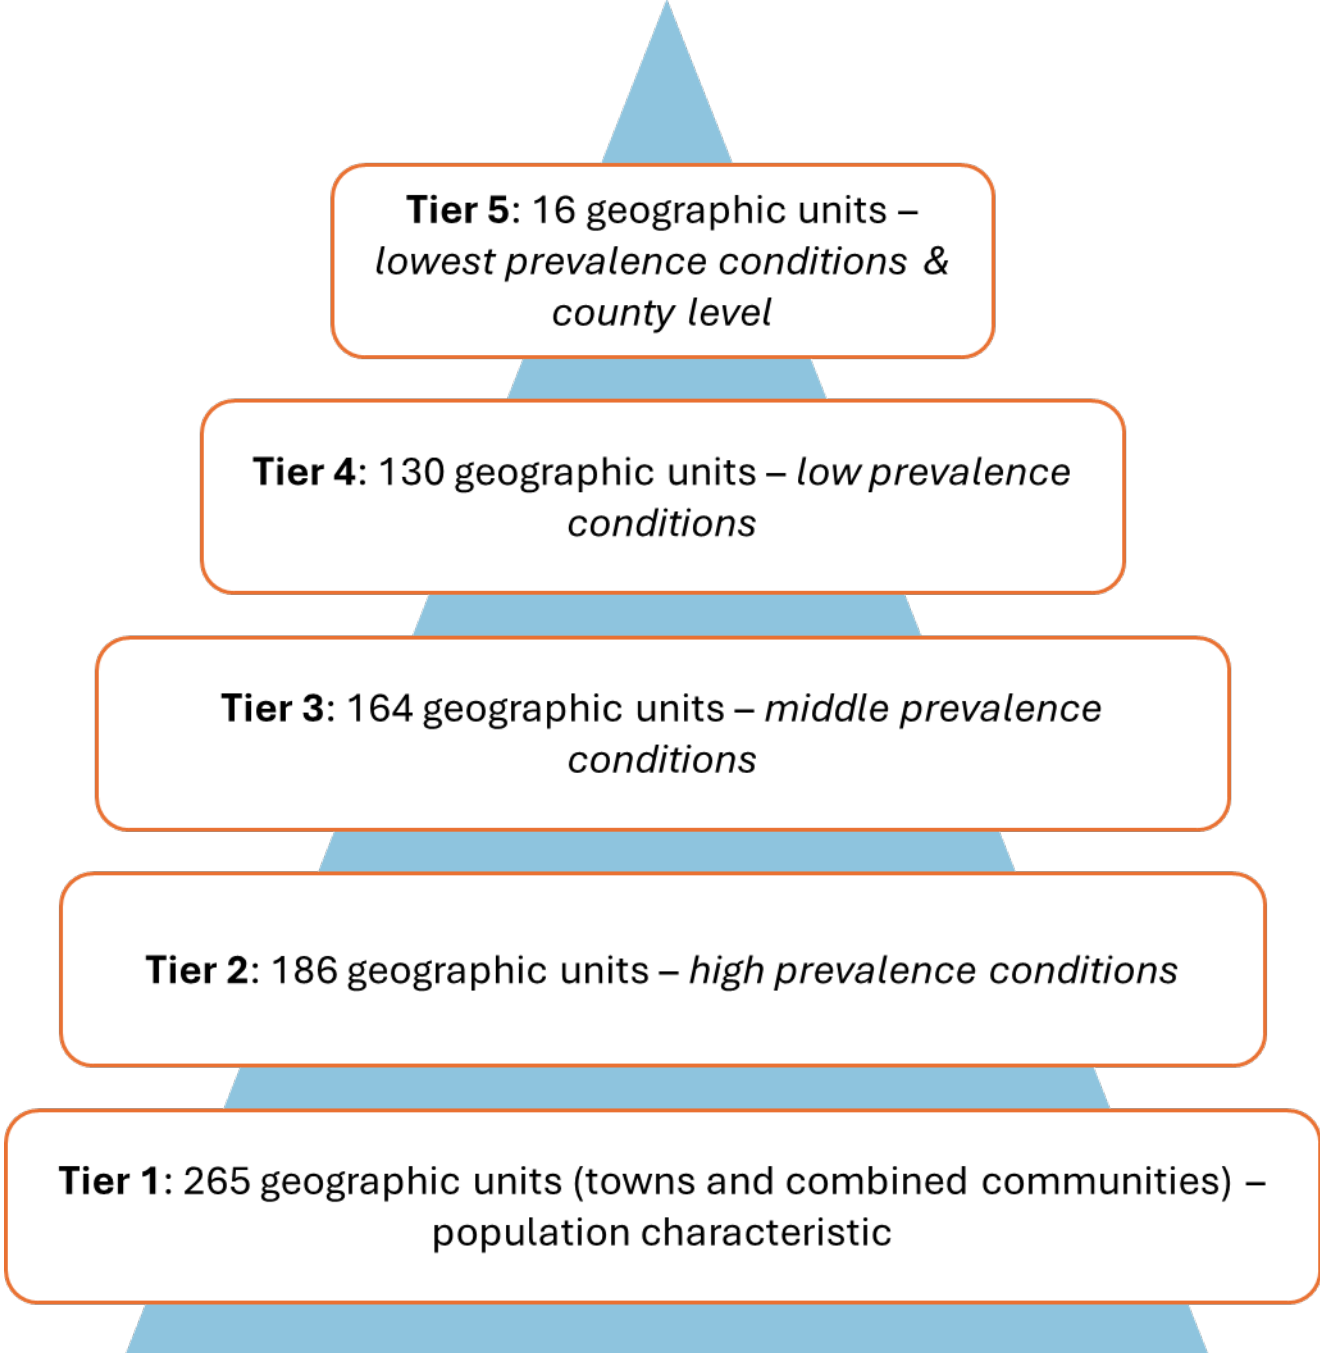 Tier 5: 16 geographic units –
lowest prevalence conditions &
county level
Tier 4: 130 geographic units – low prevalence
conditions
Tier 3: 164 geographic units – middle prevalence
conditions
Tier 2: 186 geographic units – high prevalence conditions
Tier 1: 265 geographic units (towns and combined communities) –
population characteristic